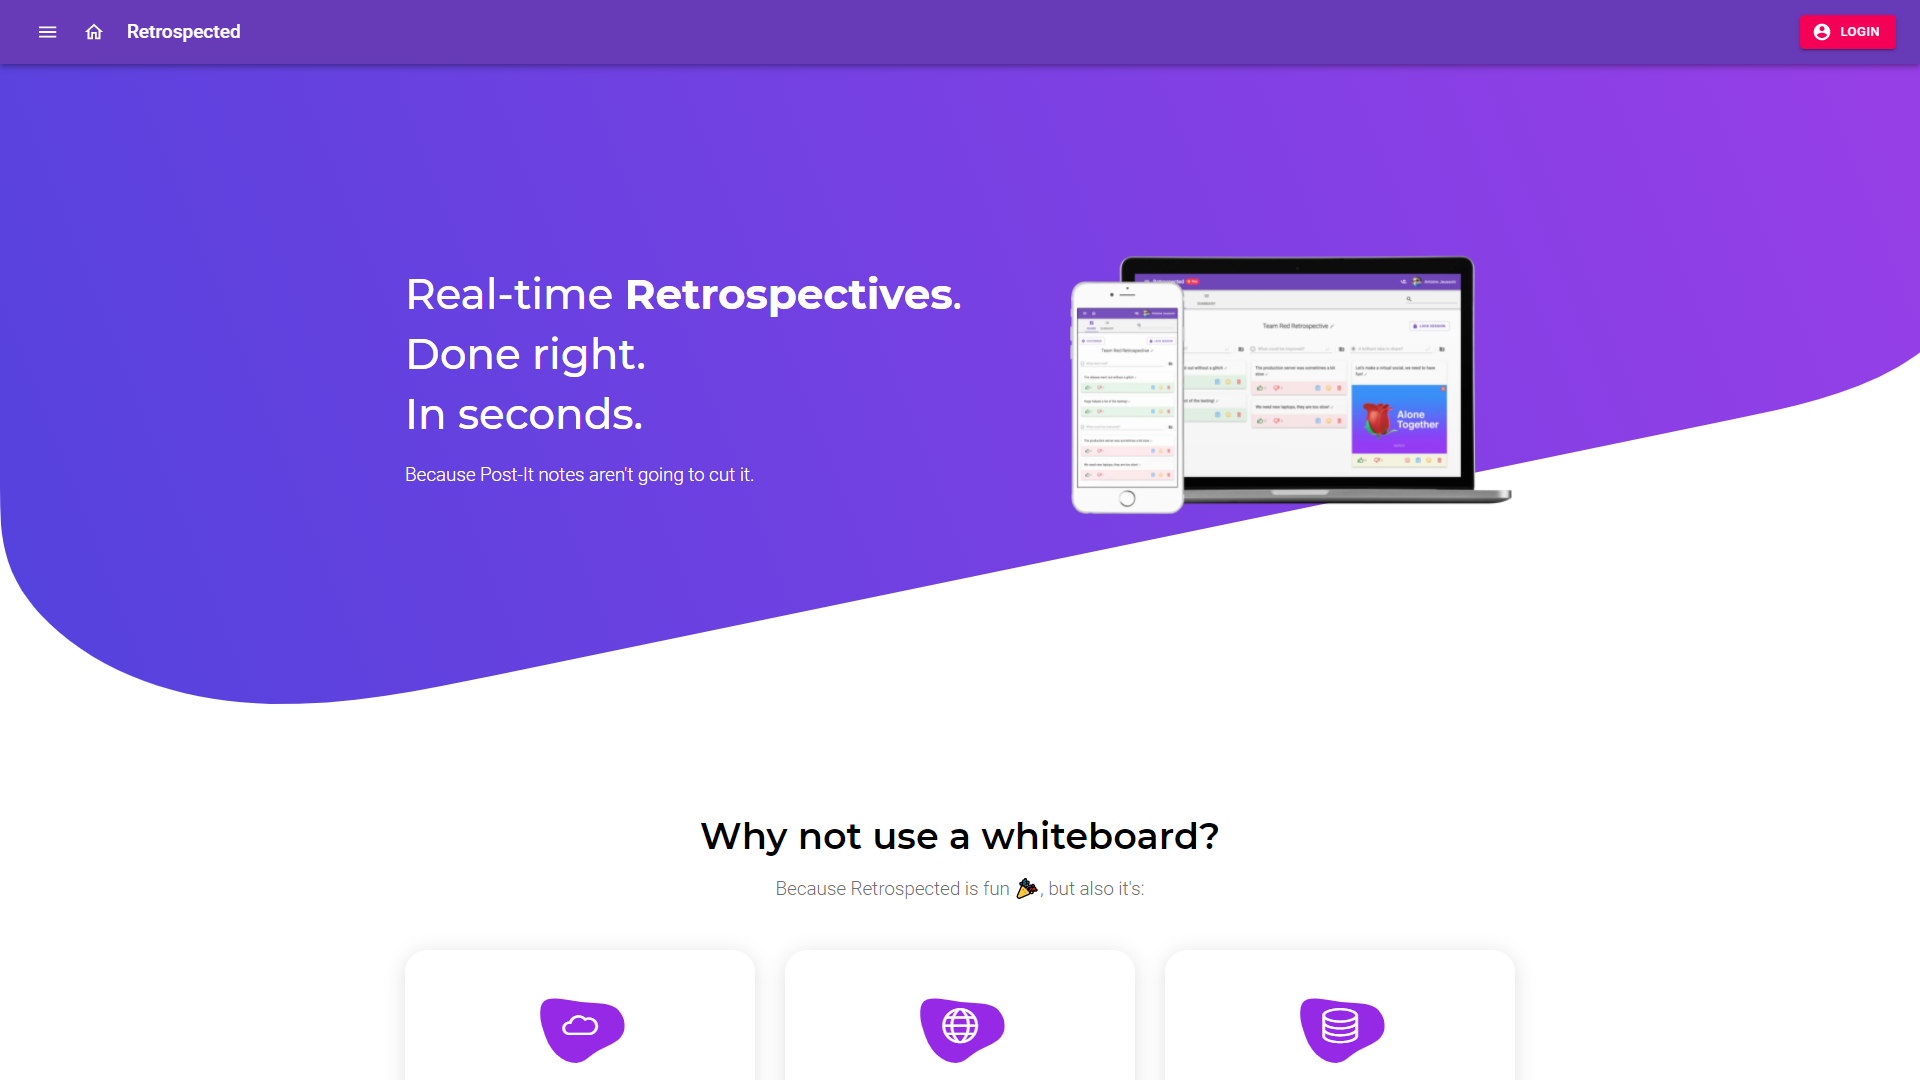 Retrospected
LOGIN
Real-time Retrospectives.
Done right.
In seconds.
Because Post-It notes aren't going to cut it.
Team Red Retrospective
Alone
Together
Why not use a whiteboard?
Because Retrospected is fun 🎉, but also it's: